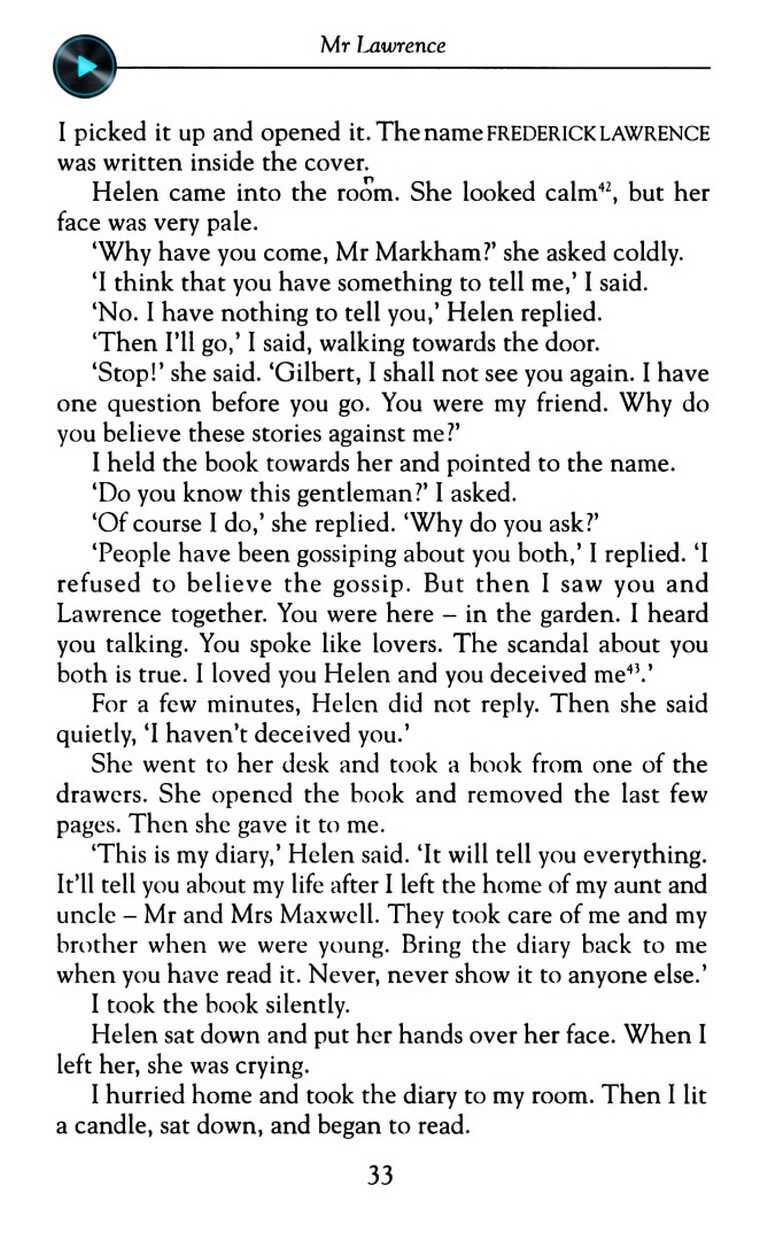 Mr Lawrence
I picked it up and opened it. The name FREDERICK LAWRENCE
was written inside the cover.
Helen came into the room. She looked calm⁴², but her
face was very pale.
‘Why have you come, Mr Markham?’ she asked coldly.
‘I think that you have something to tell me,’ I said.
‘No. I have nothing to tell you,’ Helen replied.
‘Then I’ll go,’ I said, walking towards the door.
‘Stop!’ she said. ‘Gilbert, I shall not see you again. I have
one question before you go. You were my friend. Why do
you believe these stories against me?’
I held the book towards her and pointed to the name.
‘Do you know this gentleman?’ I asked.
‘Of course I do,’ she replied. ‘Why do you ask?’
‘People have been gossiping about you both,’ I replied. ‘I
refused to believe the gossip. But then I saw you and
Lawrence together. You were here – in the garden. I heard
you talking. You spoke like lovers. The scandal about you
both is true. I loved you Helen and you deceived me⁴³.’
For a few minutes, Helen did not reply. Then she said
quietly, ‘I haven’t deceived you.’
She went to her desk and took a book from one of the
drawers. She opened the book and removed the last few
pages. Then she gave it to me.
‘This is my diary,’ Helen said. ‘It will tell you everything.
It’ll tell you about my life after I left the home of my aunt and
uncle – Mr and Mrs Maxwell. They took care of me and my
brother when we were young. Bring the diary back to me
when you have read it. Never, never show it to anyone else.’
I took the book silently.
Helen sat down and put her hands over her face. When I
left her, she was crying.
I hurried home and took the diary to my room. Then I lit
a candle, sat down, and began to read.
33